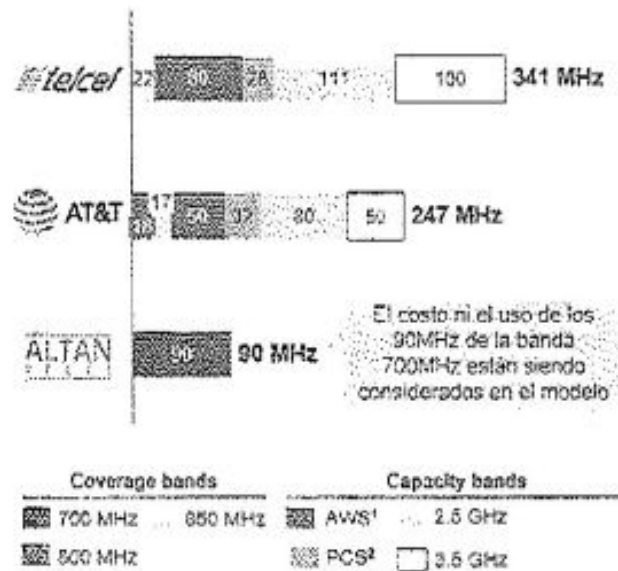 telcel 22 80 28 111 100 341 MHz
17
AT&T 18 50 32 80 50 247 MHz
ALTAN 90 90 MHz
El costo ni el uso de los
90MHz de la banda
700MHz están siendo
considerados en el modelo
Coverage bands Capacity bands
700 MHz 850 MHz AWS¹ 2.5 GHz
800 MHz PCS² 3.5 GHz